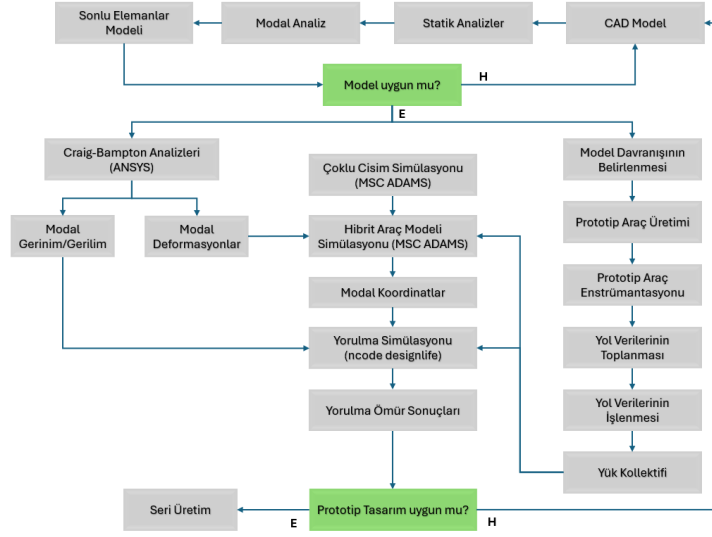 Sonlu Elemanlar
Modeli
Modal Analiz
Statik Analizler
CAD Model
Model uygun mu?
H
E
Craig-Bampton Analizleri
(ANSYS)
Çoklu Cisim Simülasyonu
(MSC ADAMS)
Model Davranışının
Belirlenmesi
Modal
Gerinim/Gerilim
Modal
Deformasyonlar
Hibrit Araç Modeli
Simülasyonu (MSC ADAMS)
Prototip Araç Üretimi
Modal Koordinatlar
Prototip Araç
Enstrümantasyonu
Yorulma Simülasyonu
(ncode designlife)
Yol Verilerinin
Toplanması
Yorulma Ömür Sonuçları
Yol Verilerinin
İşlenmesi
Yük Kollektifi
Seri Üretim
E
Prototip Tasarım uygun mu?
H